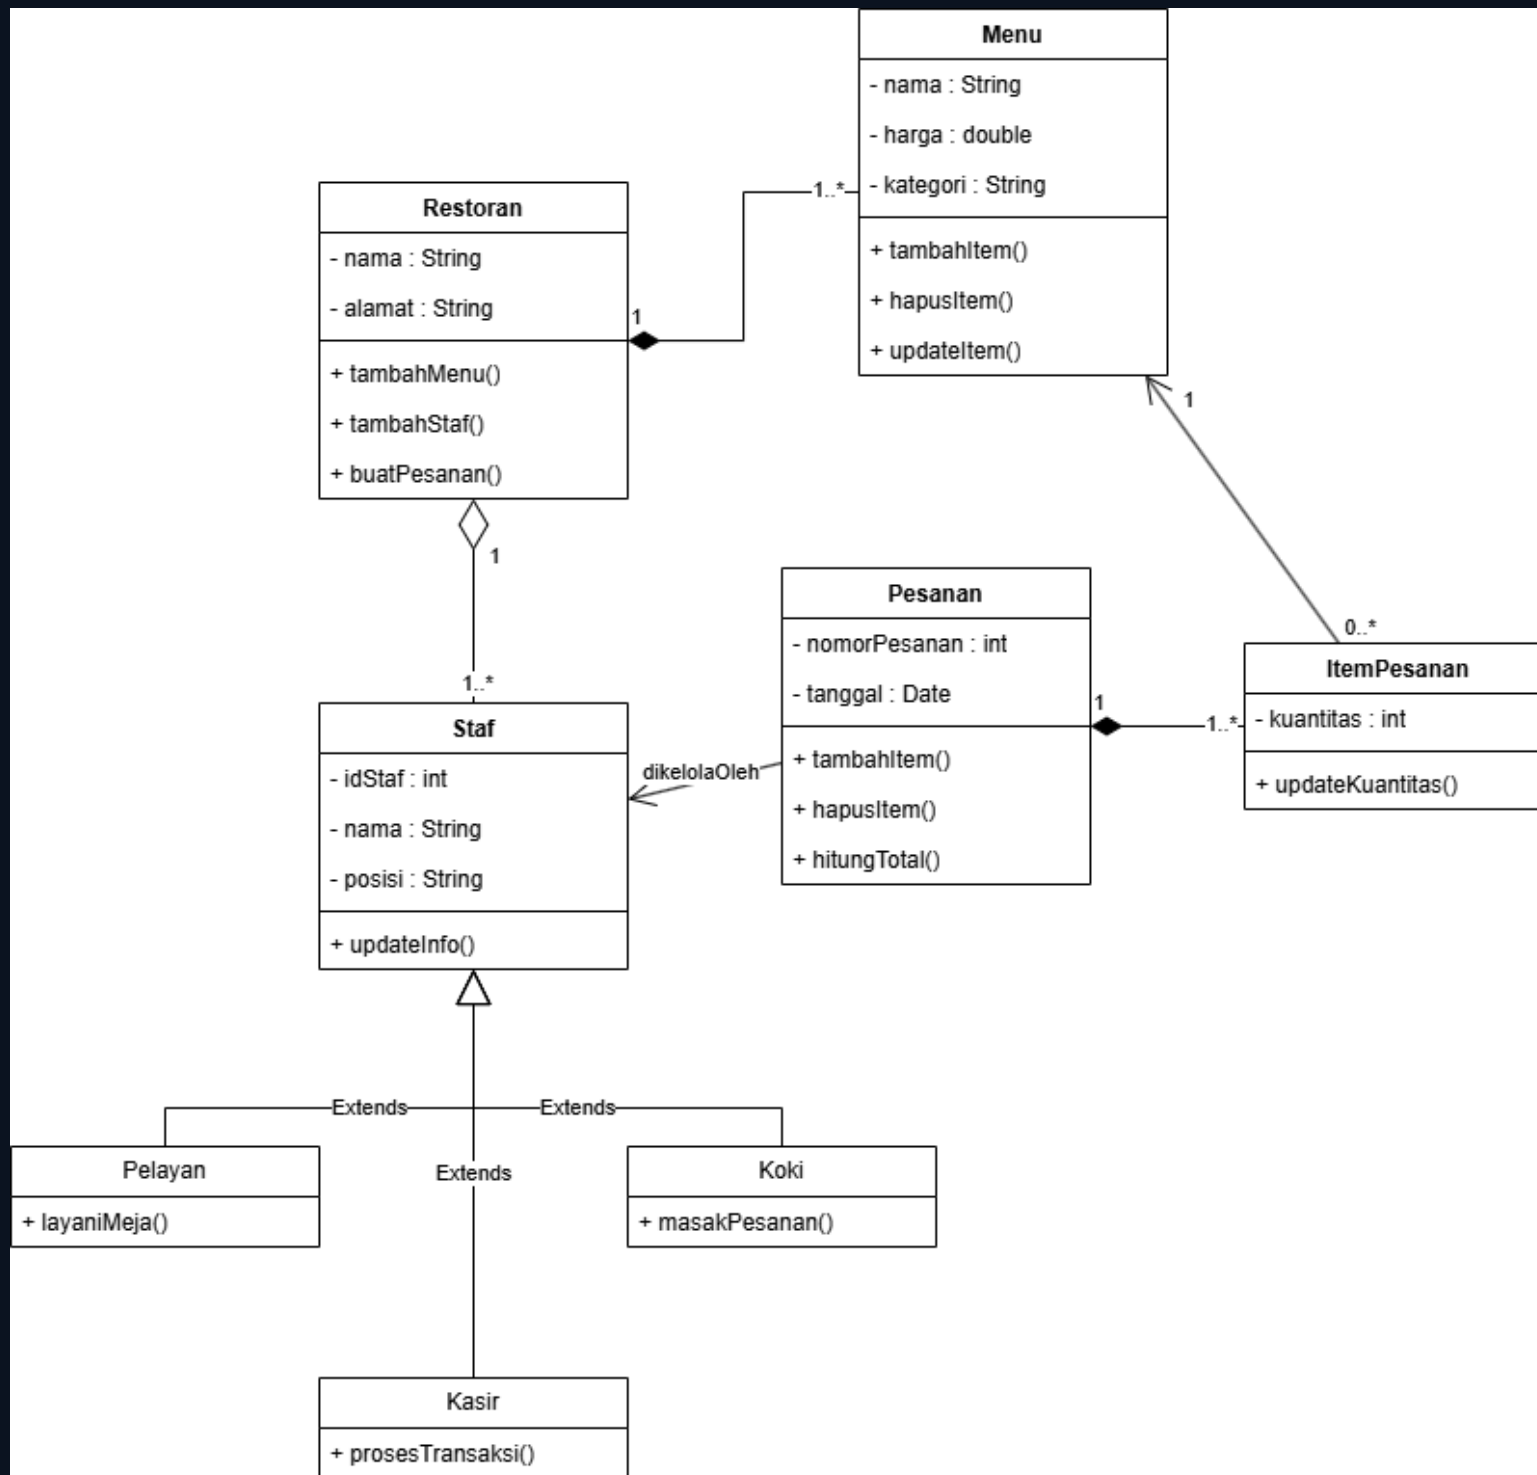 Menu
- nama : String
- harga : double
- kategori : String
+ tambahItem()
+ hapusItem()
+ updateItem()
1..*
Restoran
- nama : String
- alamat : String
+ tambahMenu()
+ tambahStaf()
+ buatPesanan()
1
1
1
1..*
Pesanan
- nomorPesanan : int
- tanggal : Date
+ tambahItem()
+ hapusItem()
+ hitungTotal()
1
1..*
0..*
ItemPesanan
- kuantitas : int
+ updateKuantitas()
Staf
- idStaf : int
- nama : String
- posisi : String
+ updateInfo()
dikelolaOleh
Extends
Extends
Extends
Pelayan
+ layaniMeja()
Koki
+ masakPesanan()
Kasir
+ prosesTransaksi()